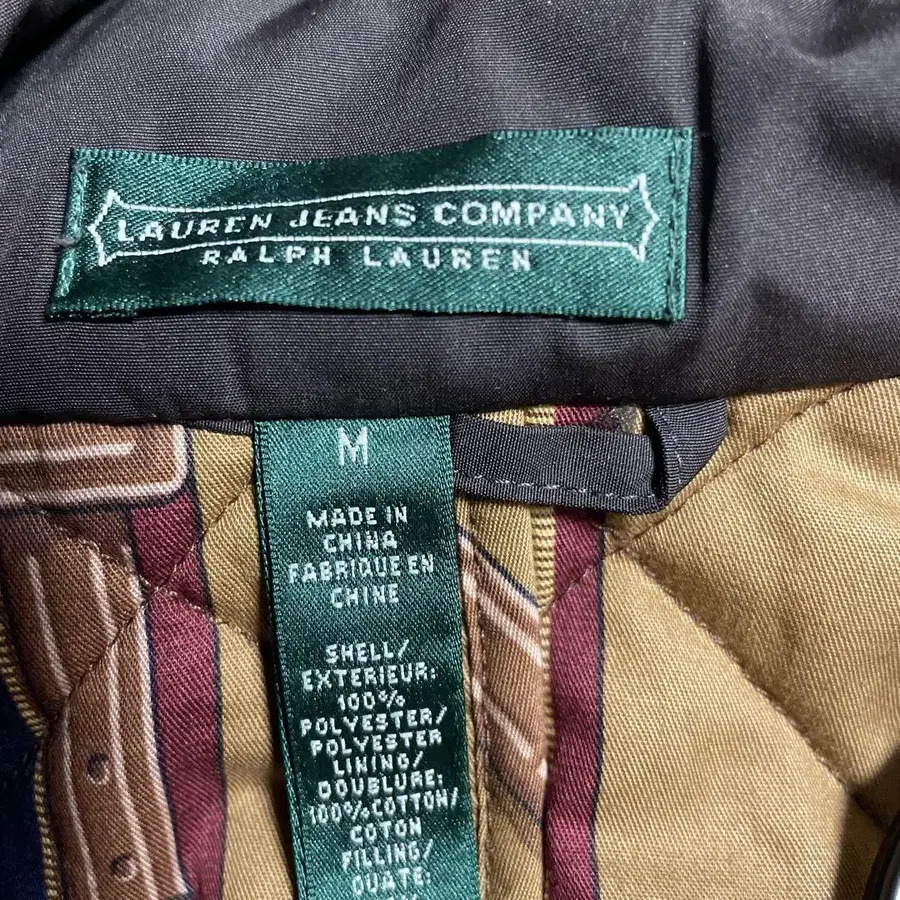 LAUREN JEANS COMPANY
RALPH LAUREN
M
MADE IN
CHINA
FABRIQUE EN
CHINE
SHELL/
EXTERIEUR:
100%
POLYESTER/
POLYESTER
LINING/
DOUBLURE:
100% COTTON/
COTON
FILLING/
OUATE: